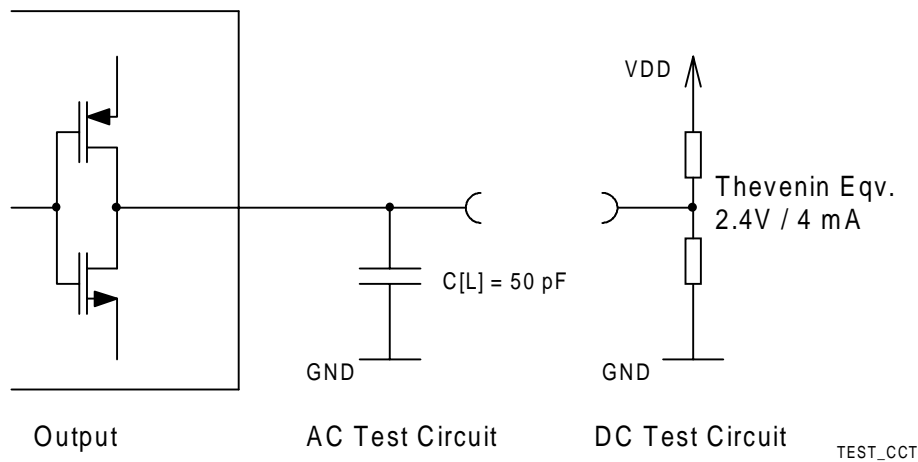 VDD
Thevenin Eqv.
2.4V / 4 mA
C[L] = 50 pF
GND
GND
Output
AC Test Circuit
DC Test Circuit
TEST_CCT